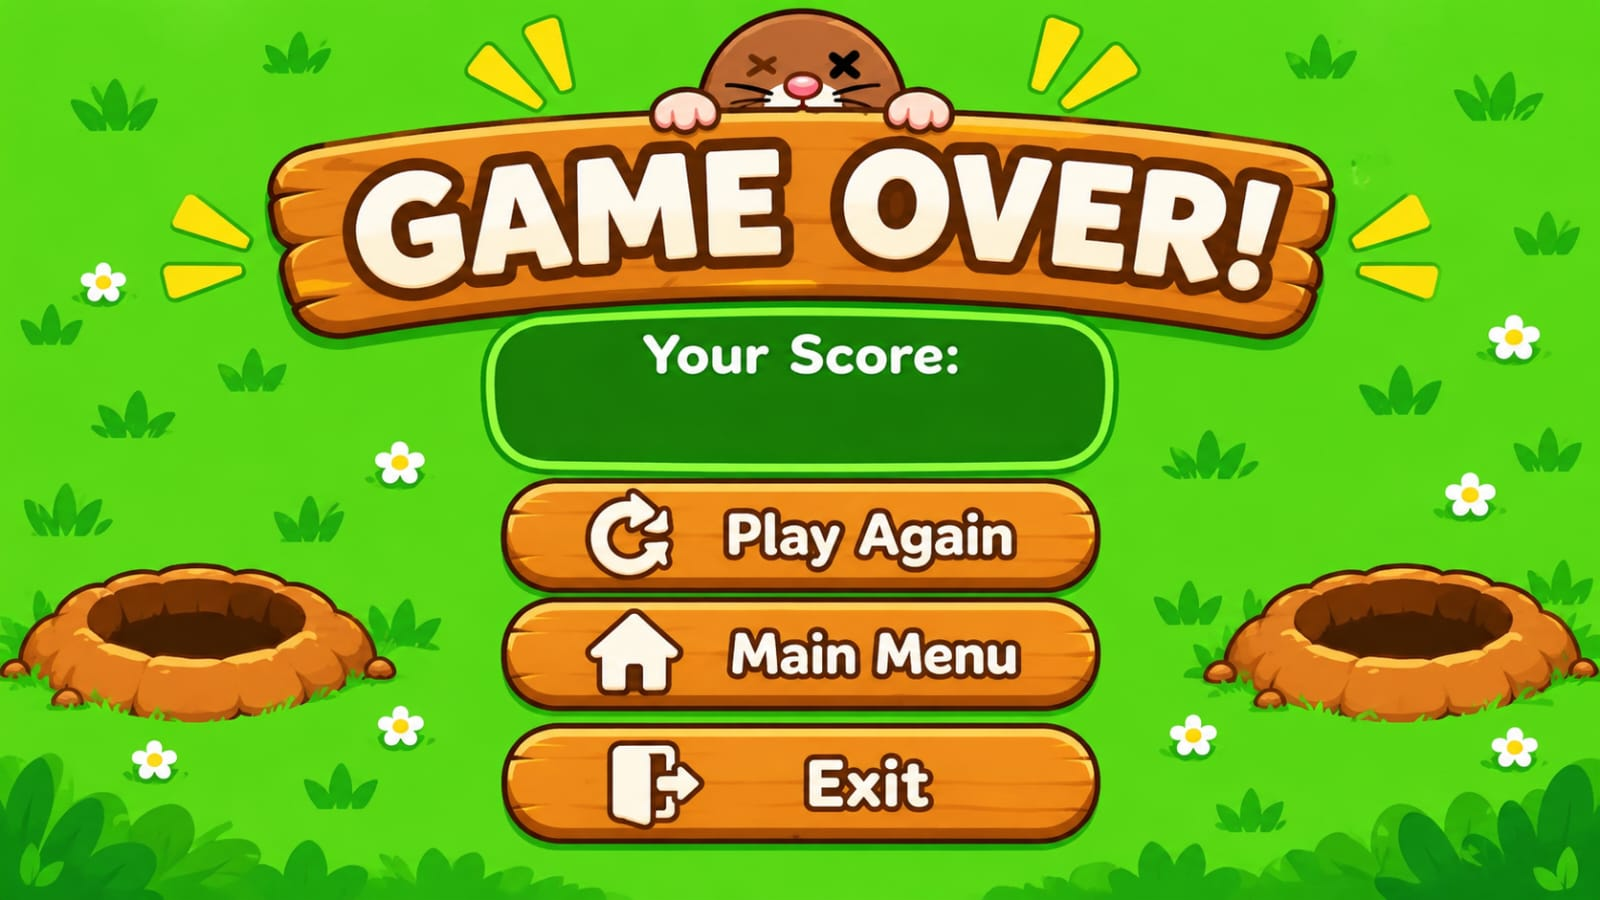 GAME OVER!
Your Score:
Play Again
Main Menu
Exit